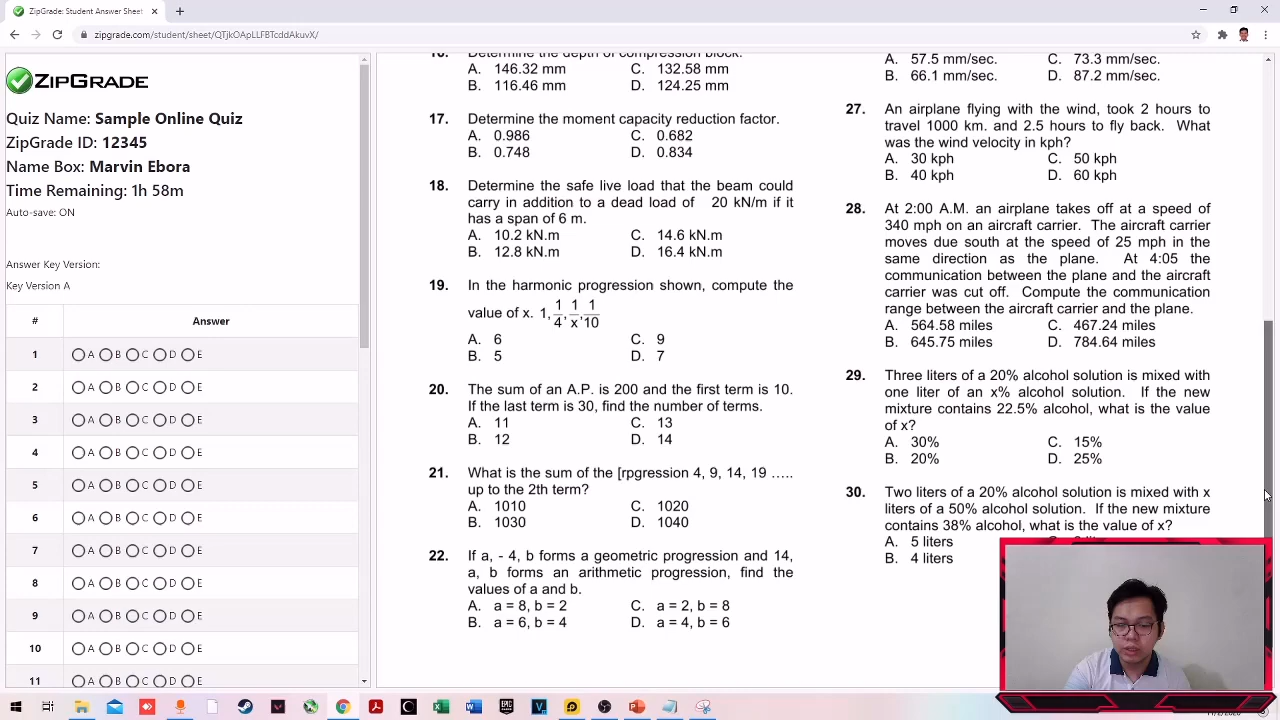 ZipGrade: Student Answer Sheet
zipgrade.com/student/sheet/QTjkOApLLFBTcddAkuvX/
ZIPGRADE
Quiz Name: Sample Online Quiz
ZipGrade ID: 12345
Name Box: Marvin Ebora
Time Remaining: 1h 58m
Auto-save: ON
Answer Key Version:
Key Version A
# Answer
1 A B C D E
2 A B C D E
3 A B C D E
4 A B C D E
5 A B C D E
6 A B C D E
7 A B C D E
8 A B C D E
9 A B C D E
10 A B C D E
11 A B C D E
16. Determine the depth of compression block.
A. 146.32 mm C. 132.58 mm
B. 116.46 mm D. 124.25 mm
17. Determine the moment capacity reduction factor.
A. 0.986 C. 0.682
B. 0.748 D. 0.834
18. Determine the safe live load that the beam could
carry in addition to a dead load of 20 kN/m if it
has a span of 6 m.
A. 10.2 kN.m C. 14.6 kN.m
B. 12.8 kN.m D. 16.4 kN.m
19. In the harmonic progression shown, compute the
value of x. 1, 1/4, 1/x, 1/10
A. 6 C. 9
B. 5 D. 7
20. The sum of an A.P. is 200 and the first term is 10.
If the last term is 30, find the number of terms.
A. 11 C. 13
B. 12 D. 14
21. What is the sum of the [rpgression 4, 9, 14, 19 …..
up to the 2th term?
A. 1010 C. 1020
B. 1030 D. 1040
22. If a, - 4, b forms a geometric progression and 14,
a, b forms an arithmetic progression, find the
values of a and b.
A. a = 8, b = 2 C. a = 2, b = 8
B. a = 6, b = 4 D. a = 4, b = 6
A. 57.5 mm/sec. C. 73.3 mm/sec.
B. 66.1 mm/sec. D. 87.2 mm/sec.
27. An airplane flying with the wind, took 2 hours to
travel 1000 km. and 2.5 hours to fly back. What
was the wind velocity in kph?
A. 30 kph C. 50 kph
B. 40 kph D. 60 kph
28. At 2:00 A.M. an airplane takes off at a speed of
340 mph on an aircraft carrier. The aircraft carrier
moves due south at the speed of 25 mph in the
same direction as the plane. At 4:05 the
communication between the plane and the aircraft
carrier was cut off. Compute the communication
range between the aircraft carrier and the plane.
A. 564.58 miles C. 467.24 miles
B. 645.75 miles D. 784.64 miles
29. Three liters of a 20% alcohol solution is mixed with
one liter of an x% alcohol solution. If the new
mixture contains 22.5% alcohol, what is the value
of x?
A. 30% C. 15%
B. 20% D. 25%
30. Two liters of a 20% alcohol solution is mixed with x
liters of a 50% alcohol solution. If the new mixture
contains 38% alcohol, what is the value of x?
A. 5 liters
B. 4 liters